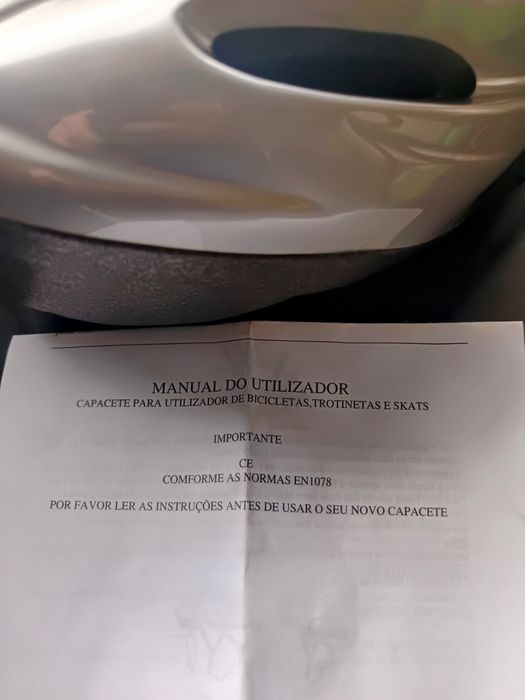 MANUAL DO UTILIZADOR
CAPACETE PARA UTILIZADOR DE BICICLETAS,TROTINETAS E SKATS
IMPORTANTE
CE
COMFORME AS NORMAS EN1078
POR FAVOR LER AS INSTRUÇÕES ANTES DE USAR O SEU NOVO CAPACETE